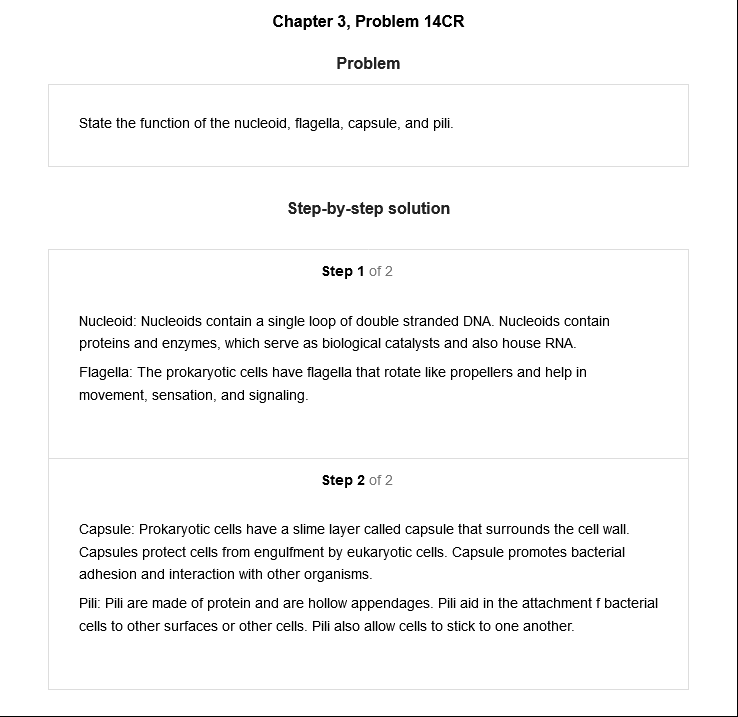 Chapter 3, Problem 14CR
Problem
State the function of the nucleoid, flagella, capsule, and pili.
Step-by-step solution
Step 1 of 2
Nucleoid: Nucleoids contain a single loop of double stranded DNA. Nucleoids contain
proteins and enzymes, which serve as biological catalysts and also house RNA.
Flagella: The prokaryotic cells have flagella that rotate like propellers and help in
movement, sensation, and signaling.
Step 2 of 2
Capsule: Prokaryotic cells have a slime layer called capsule that surrounds the cell wall.
Capsules protect cells from engulfment by eukaryotic cells. Capsule promotes bacterial
adhesion and interaction with other organisms.
Pili: Pili are made of protein and are hollow appendages. Pili aid in the attachment f bacterial
cells to other surfaces or other cells. Pili also allow cells to stick to one another.